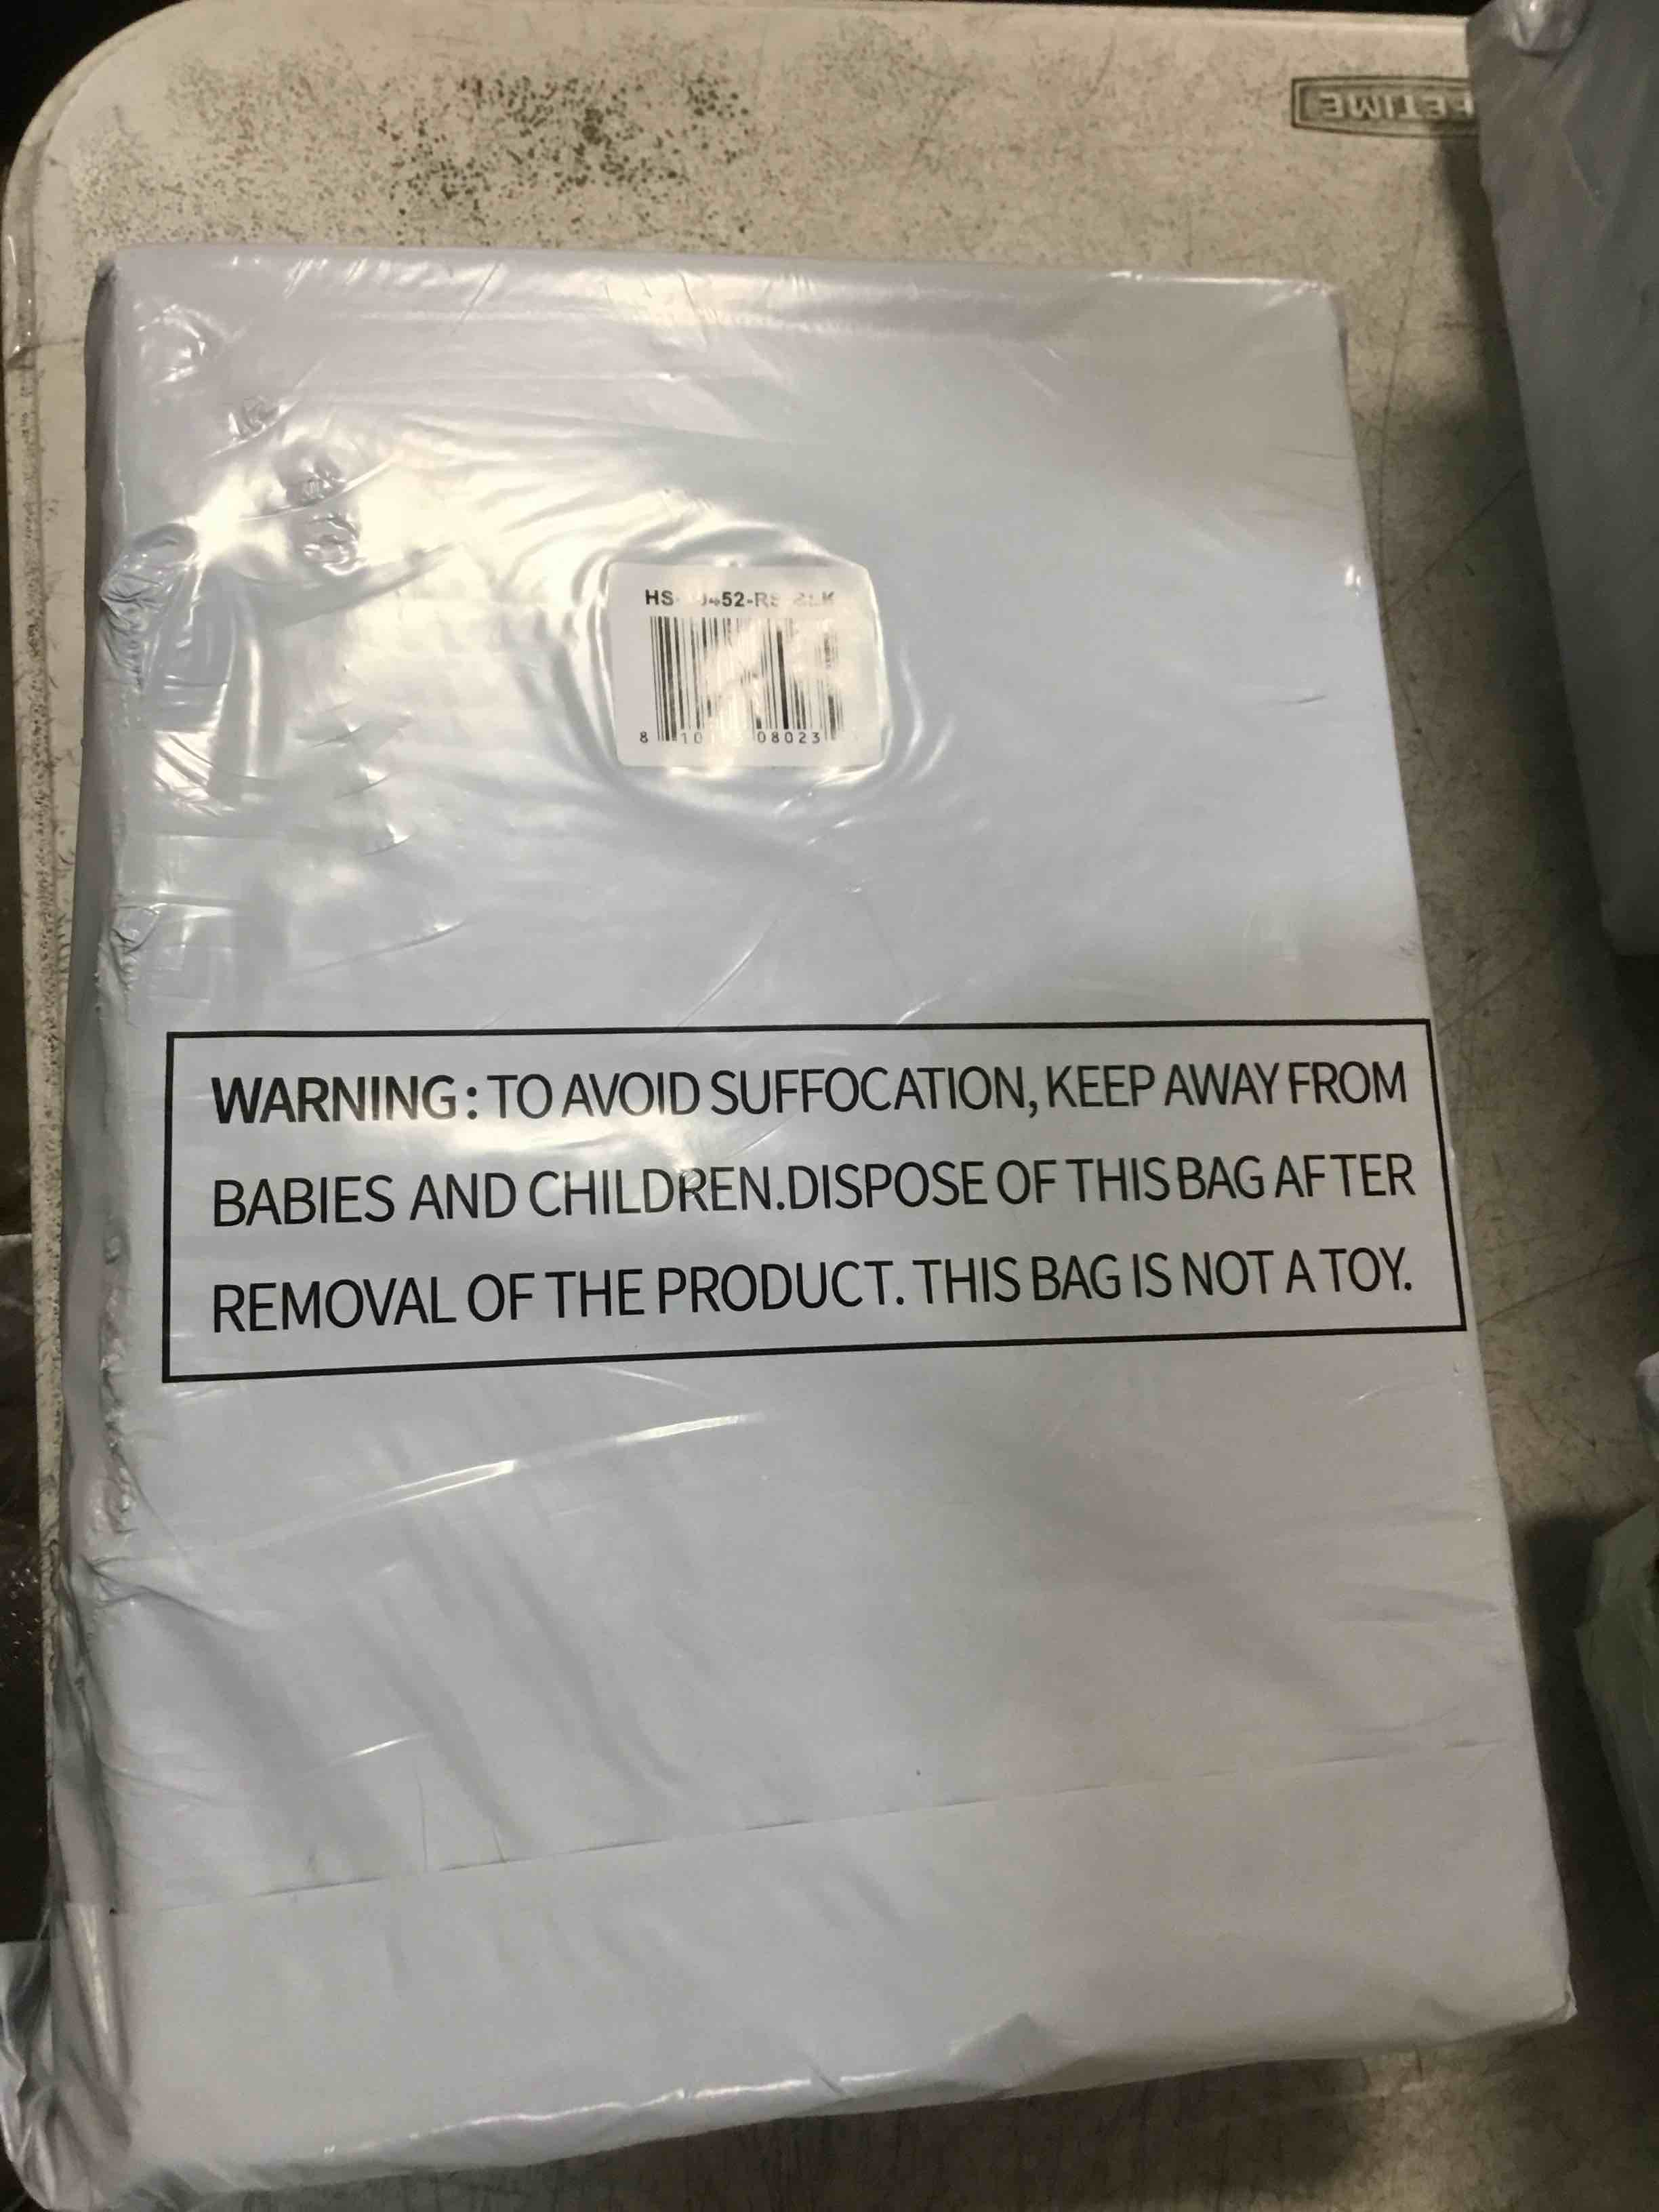 WARNING: TO AVOID SUFFOCATION, KEEP AWAY FROM
BABIES AND CHILDREN.DISPOSE OF THIS BAG AFTER
REMOVAL OF THE PRODUCT. THIS BAG IS NOT A TOY.